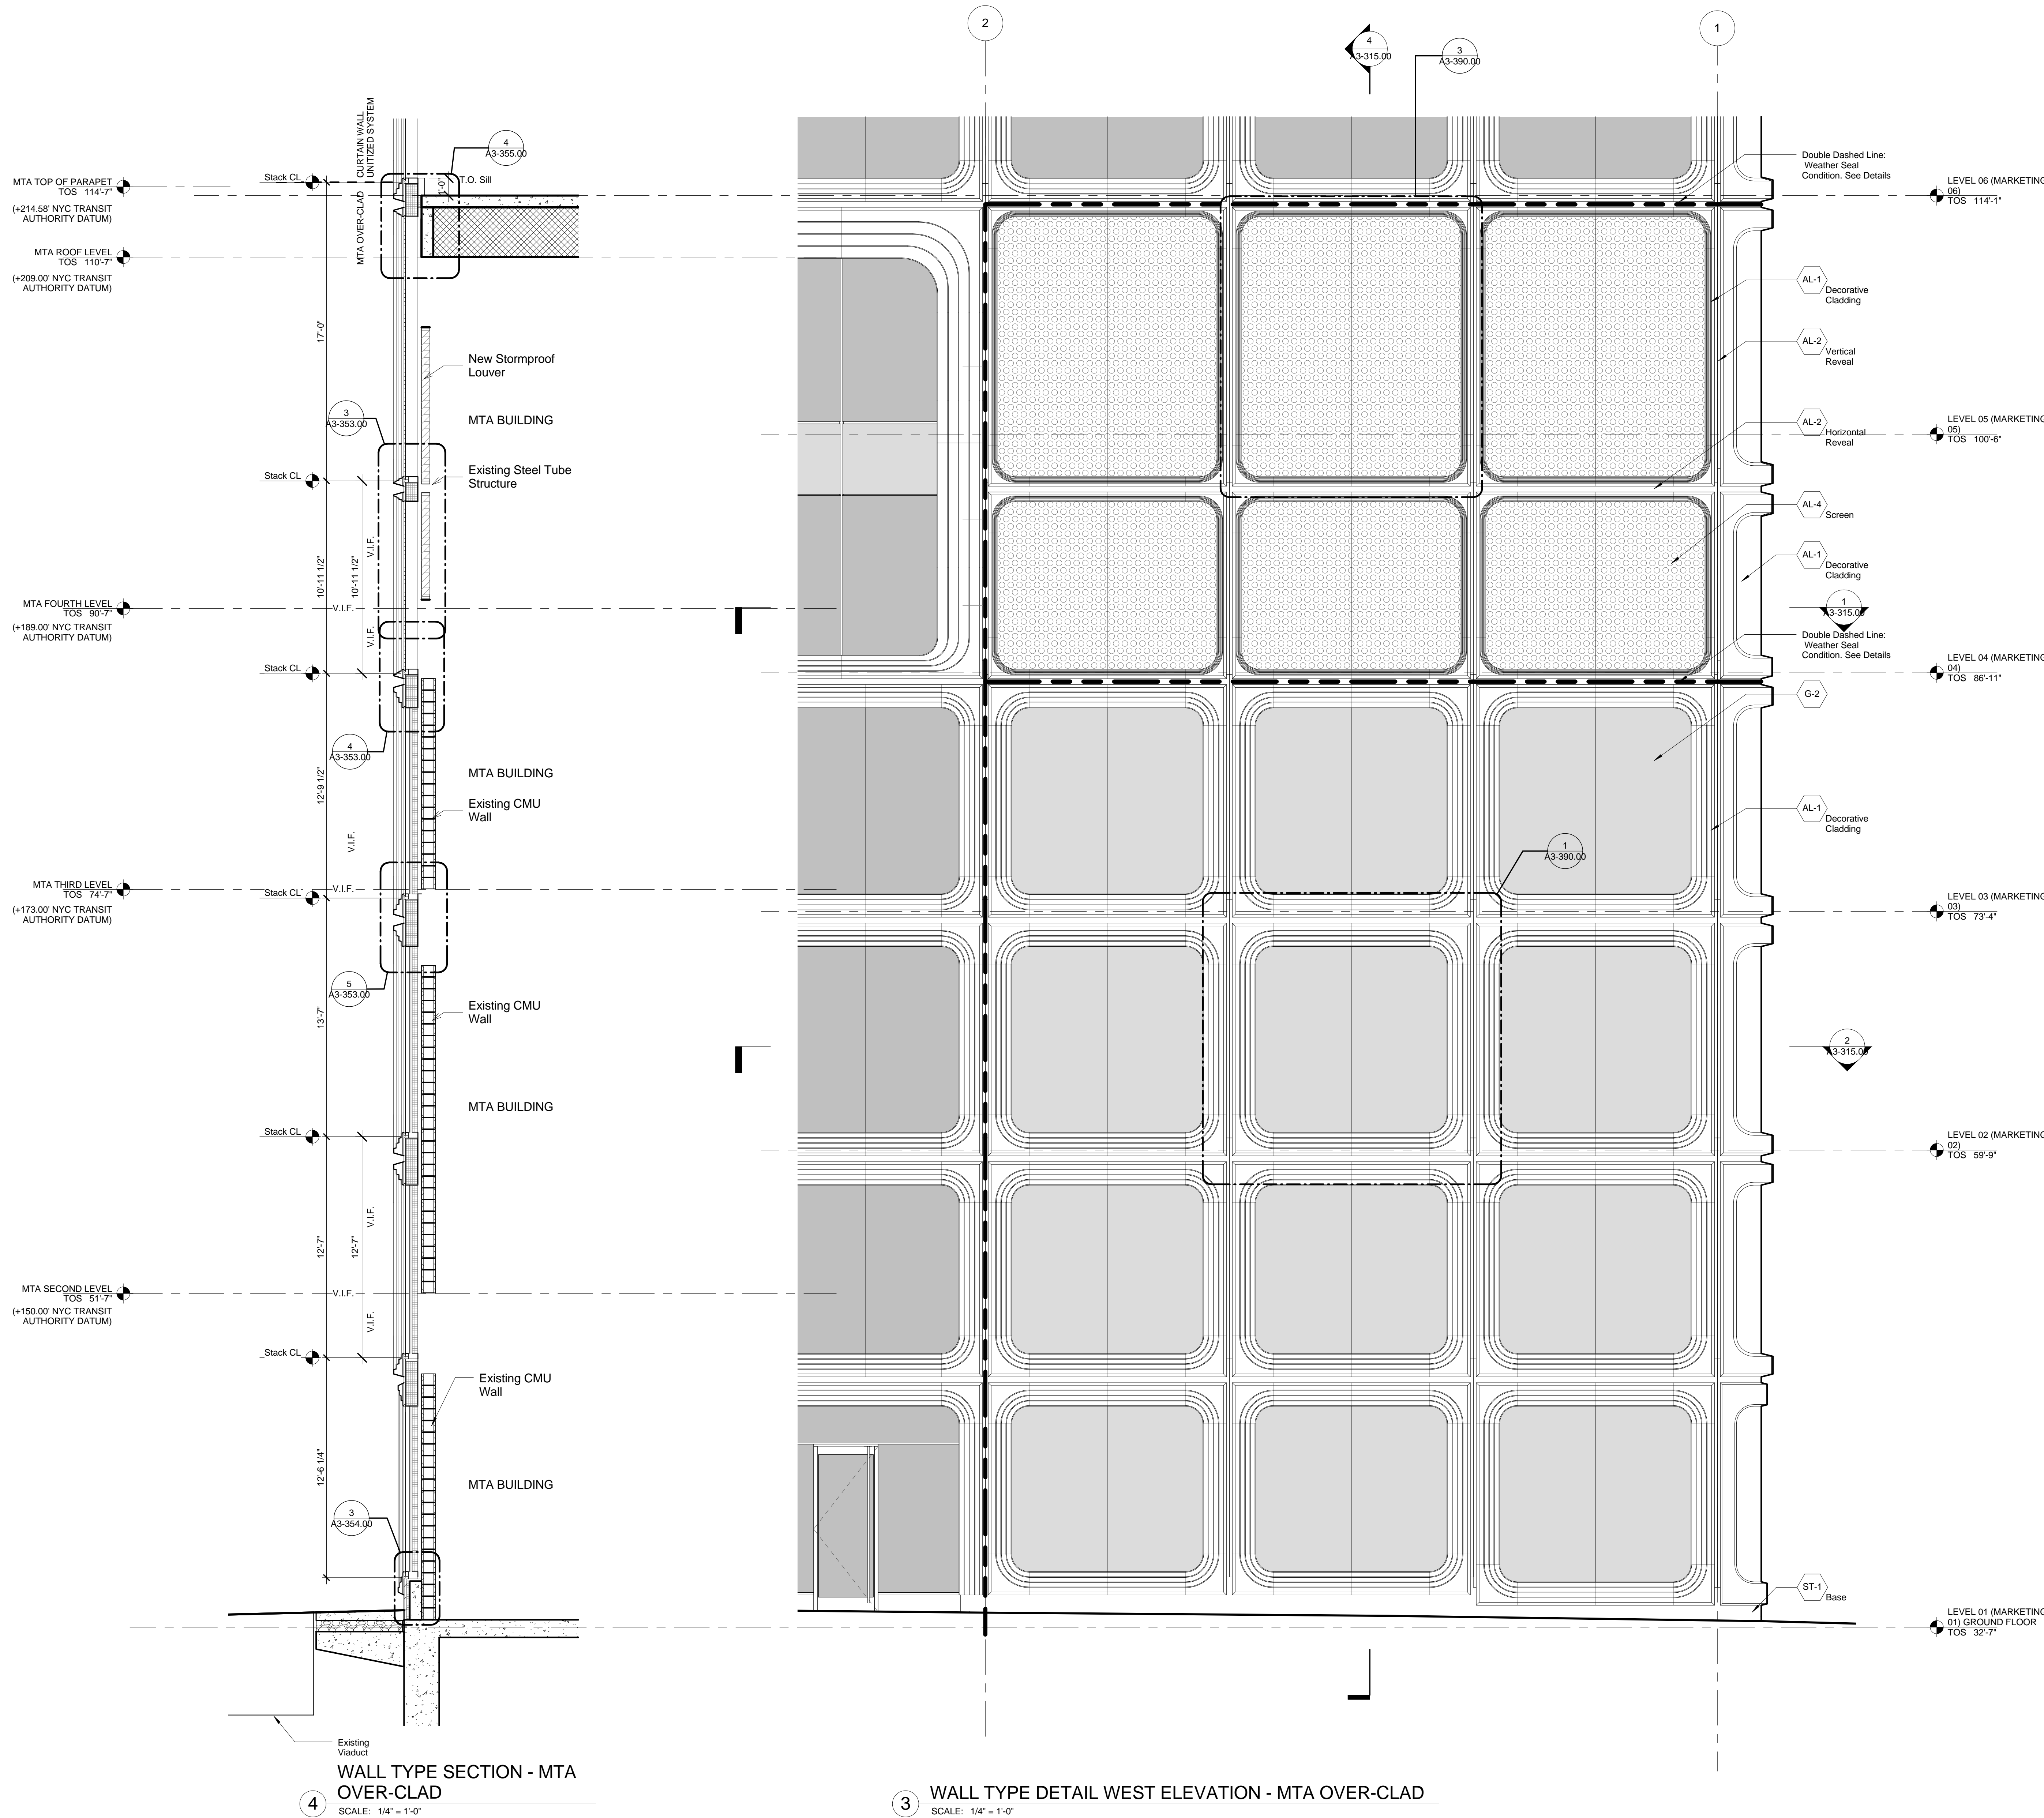 2
1
4
A3-315.00
3
A3-390.00
CURTAIN WALL
UNITIZED SYSTEM
MTA OVER-CLAD
4
A3-355.00
MTA TOP OF PARAPET
TOS 114'-7"
(+214.58' NYC TRANSIT
AUTHORITY DATUM)
MTA ROOF LEVEL
TOS 110'-7"
(+209.00' NYC TRANSIT
AUTHORITY DATUM)
MTA FOURTH LEVEL
TOS 90'-7"
(+189.00' NYC TRANSIT
AUTHORITY DATUM)
MTA THIRD LEVEL
TOS 74'-7"
(+173.00' NYC TRANSIT
AUTHORITY DATUM)
MTA SECOND LEVEL
TOS 51'-7"
(+150.00' NYC TRANSIT
AUTHORITY DATUM)
Stack CL
T.O. Sill
1'-0"
17'-0"
New Stormproof
Louver
MTA BUILDING
3
A3-353.00
Stack CL
Existing Steel Tube
Structure
10'-11 1/2"
10'-11 1/2"
V.I.F.
V.I.F.
V.I.F.
Stack CL
4
A3-353.00
12'-9 1/2"
MTA BUILDING
Existing CMU
Wall
V.I.F.
V.I.F.
Stack CL
5
A3-353.00
Existing CMU
Wall
13'-7"
MTA BUILDING
Stack CL
12'-7"
12'-7"
V.I.F.
V.I.F.
V.I.F.
Stack CL
Existing CMU
Wall
12'-6 1/4"
MTA BUILDING
3
A3-354.00
Existing
Viaduct
4
WALL TYPE SECTION - MTA
OVER-CLAD
SCALE: 1/4" = 1'-0"
Double Dashed Line:
Weather Seal
Condition. See Details
AL-1
Decorative
Cladding
AL-2
Vertical
Reveal
AL-2
Horizontal
Reveal
AL-4
Screen
AL-1
Decorative
Cladding
1
A3-315.00
Double Dashed Line:
Weather Seal
Condition. See Details
G-2
AL-1
Decorative
Cladding
1
A3-390.00
2
A3-315.00
ST-1
Base
LEVEL 06 (MARKETING
06)
TOS 114'-1"
LEVEL 05 (MARKETING
05)
TOS 100'-6"
LEVEL 04 (MARKETING
04)
TOS 86'-11"
LEVEL 03 (MARKETING
03)
TOS 73'-4"
LEVEL 02 (MARKETING
02)
TOS 59'-9"
LEVEL 01 (MARKETING
01) GROUND FLOOR
TOS 32'-7"
3
WALL TYPE DETAIL WEST ELEVATION - MTA OVER-CLAD
SCALE: 1/4" = 1'-0"